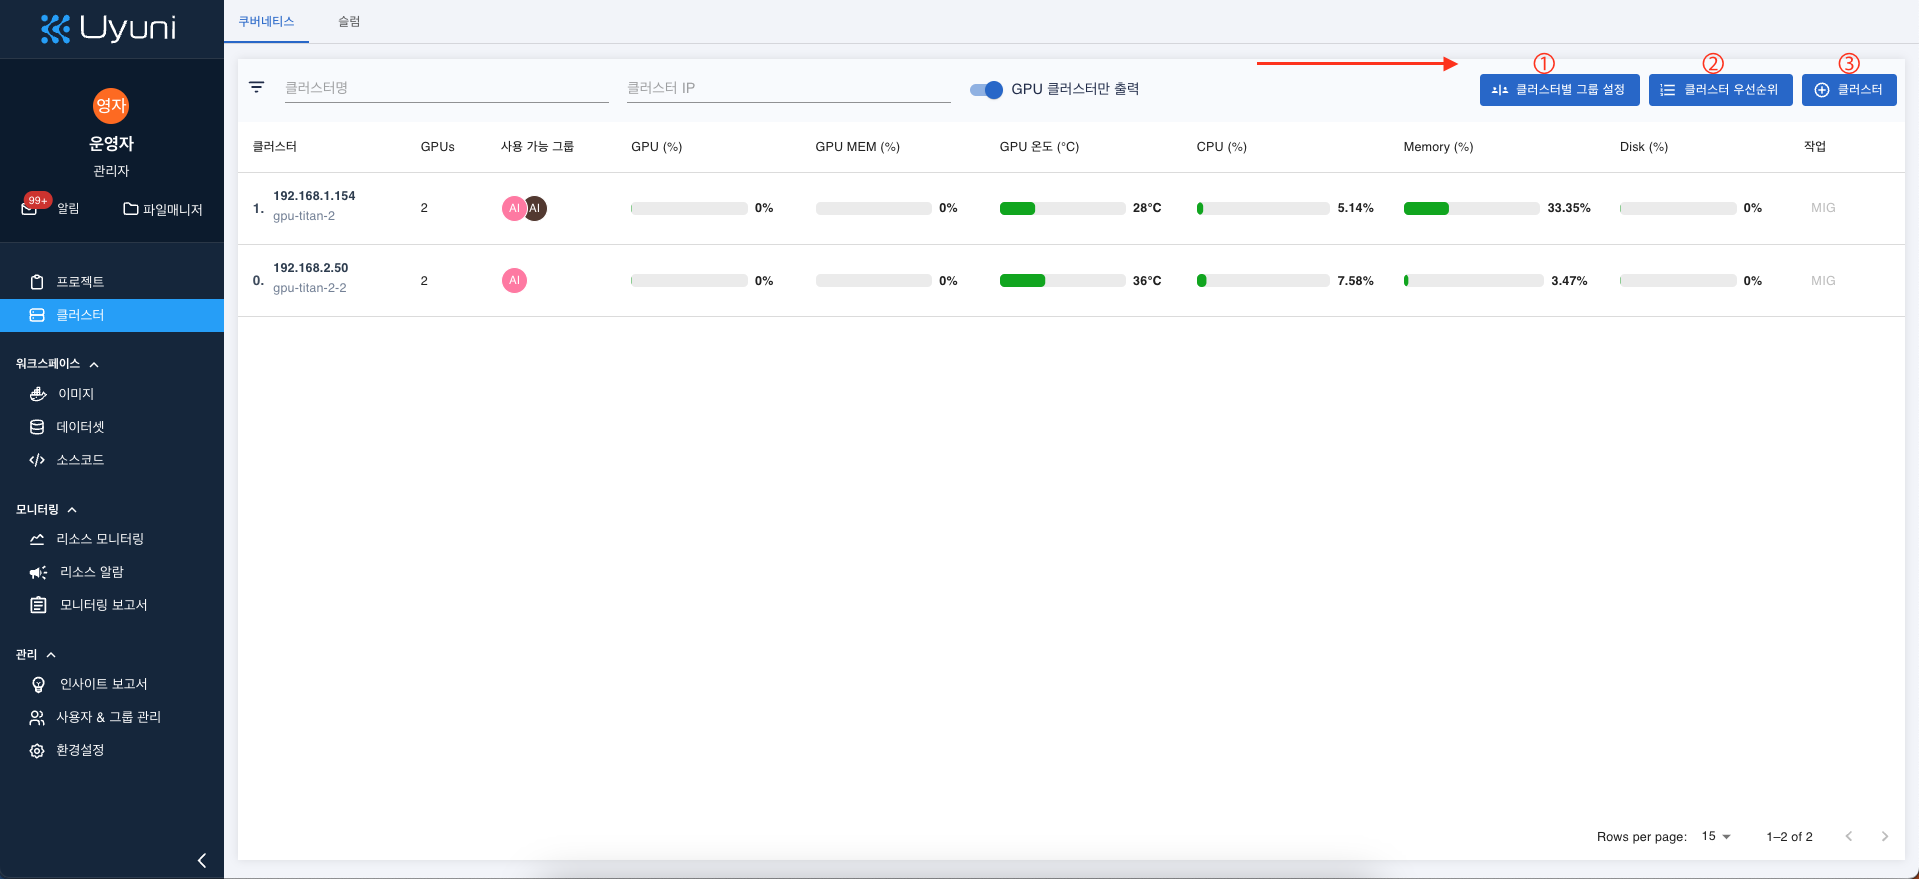 Uyuni
쿠버네티스
슬럼
영자
운영자
관리자
99+
알림
파일매니저
프로젝트
클러스터
워크스페이스
이미지
데이터셋
소스코드
모니터링
리소스 모니터링
리소스 알람
모니터링 보고서
관리
인사이트 보고서
사용자 & 그룹 관리
환경설정
클러스터명
클러스터 IP
GPU 클러스터만 출력
① ② ③
클러스터별 그룹 설정
클러스터 우선순위
클러스터
클러스터 GPUs 사용 가능 그룹 GPU (%) GPU MEM (%) GPU 온도 (°C) CPU (%) Memory (%) Disk (%) 작업
1. 192.168.1.154
gpu-titan-2
2 AI AI 0% 0% 28°C 5.14% 33.35% 0% MIG
0. 192.168.2.50
gpu-titan-2-2
2 AI 0% 0% 36°C 7.58% 3.47% 0% MIG
Rows per page: 15 1–2 of 2